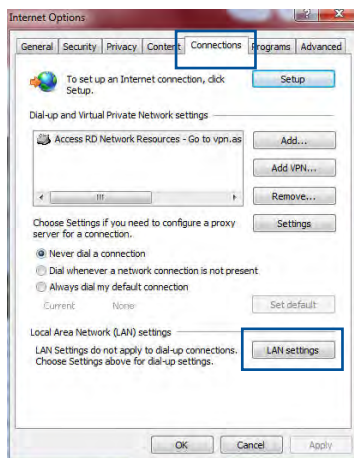 Internet Options
General Security Privacy Content Connections Programs Advanced
To set up an Internet connection, click
Setup.
Setup
Dial-up and Virtual Private Network settings
Access RD Network Resources - Go to vpn.as
Add...
Add VPN...
Remove...
Choose Settings if you need to configure a proxy
server for a connection.
Settings
Never dial a connection
Dial whenever a network connection is not present
Always dial my default connection
Current None
Set default
Local Area Network (LAN) settings
LAN Settings do not apply to dial-up connections.
Choose Settings above for dial-up settings.
LAN settings
OK Cancel Apply